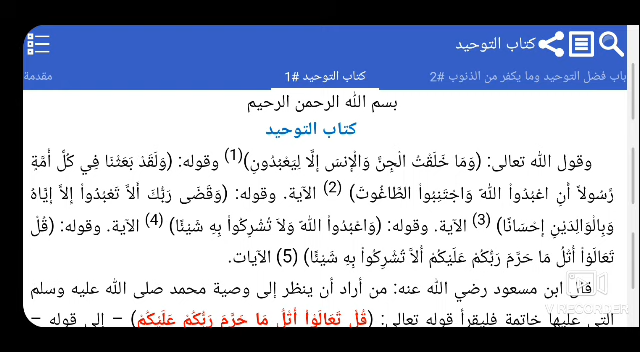 كتاب التوحيد
باب فضل التوحيد وما يكفر من الذنوب #2
كتاب التوحيد #1
مقدمة
بسم الله الرحمن الرحيم
كتاب التوحيد
وقول الله تعالى: (وَمَا خَلَقْتُ الْجِنَّ وَالْإِنسَ إِلَّا لِيَعْبُدُونِ)(1) وقوله: (وَلَقَدْ بَعَثْنَا فِي كُلِّ أُمَّةٍ
رَّسُولاً أَنِ اعْبُدُواْ اللّهَ وَاجْتَنِبُواْ الطَّاغُوتَ) (2) الآية. وقوله: (وَقَضَى رَبُّكَ أَلاَّ تَعْبُدُواْ إِلاَّ إِيَّاهُ
وَبِالْوَالِدَيْنِ إِحْسَانًا) (3) الآية. وقوله: (وَاعْبُدُواْ اللّهَ وَلاَ تُشْرِكُواْ بِهِ شَيْئًا) (4) الآية. وقوله: (قُلْ
تَعَالَوْاْ أَتْلُ مَا حَرَّمَ رَبُّكُمْ عَلَيْكُمْ أَلاَّ تُشْرِكُواْ بِهِ شَيْئًا) (5) الآيات.
قال ابن مسعود رضي الله عنه: من أراد أن ينظر إلى وصية محمد صلى الله عليه وسلم
التي عليها خاتمة فليقرأ قوله تعالى: (قُلْ تَعَالَوْاْ أَتْلُ مَا حَرَّمَ رَبُّكُمْ عَلَيْكُمْ) – إلى قوله –
V RECORDER